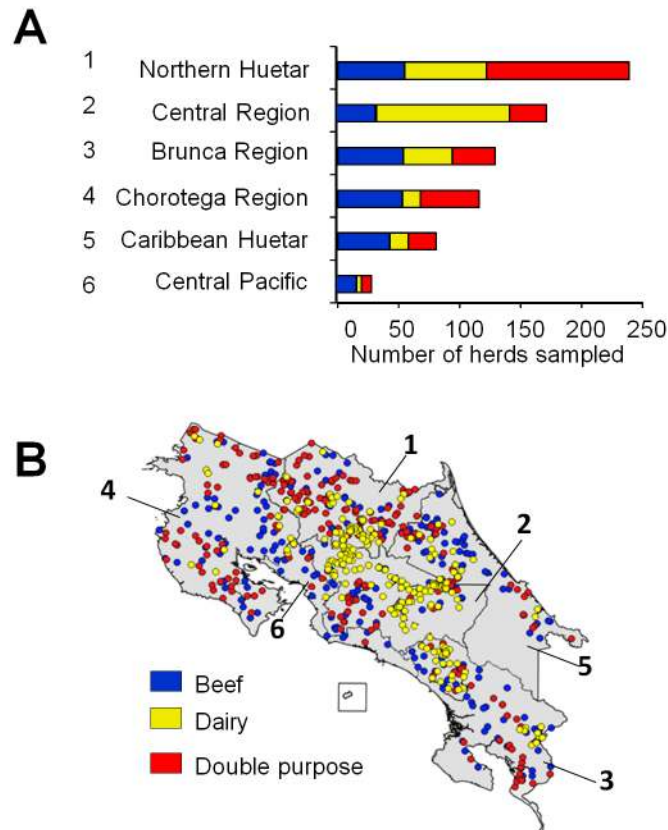 A
1 Northern Huetar
2 Central Region
3 Brunca Region
4 Chorotega Region
5 Caribbean Huetar
6 Central Pacific
0 50 100 150 200 250
Number of herds sampled
B
1
4
2
6
5
Beef
Dairy
Double purpose
3